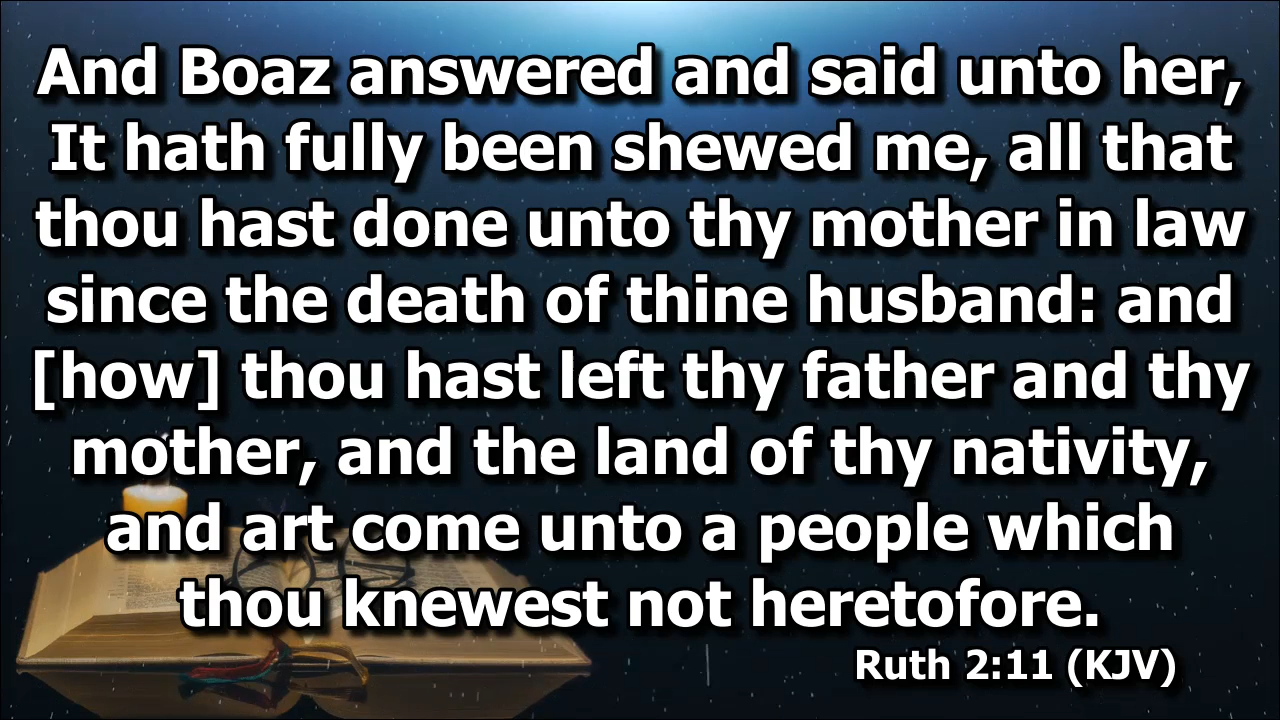 And Boaz answered and said unto her,
It hath fully been shewed me, all that
thou hast done unto thy mother in law
since the death of thine husband: and
[how] thou hast left thy father and thy
mother, and the land of thy nativity,
and art come unto a people which
thou knewest not heretofore.
Ruth 2:11 (KJV)